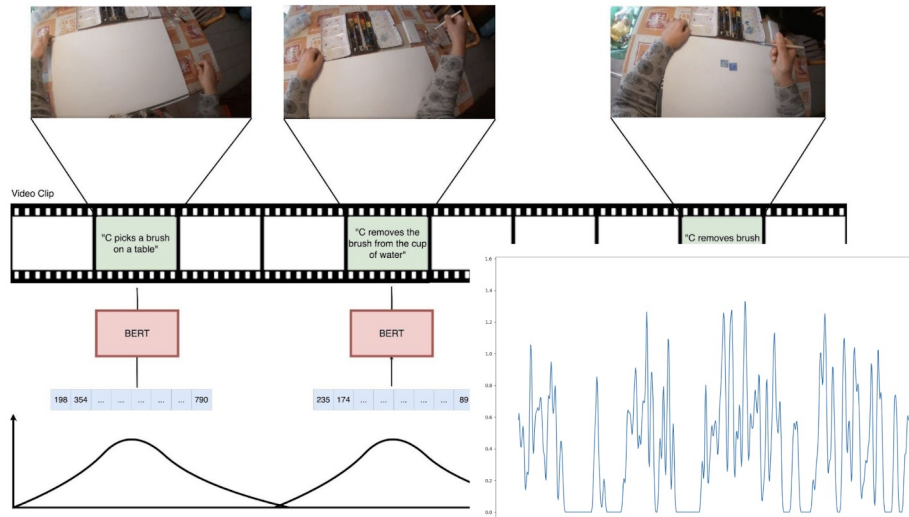 Video Clip
"C picks a brush
on a table"
"C removes the
brush from the cup
of water"
"C removes brush
BERT
BERT
198 354 ... ... ... ... ... 790
235 174 ... ... ... ... ... 89
1.6
1.4
1.2
1.0
0.8
0.6
0.4
0.2
0.0